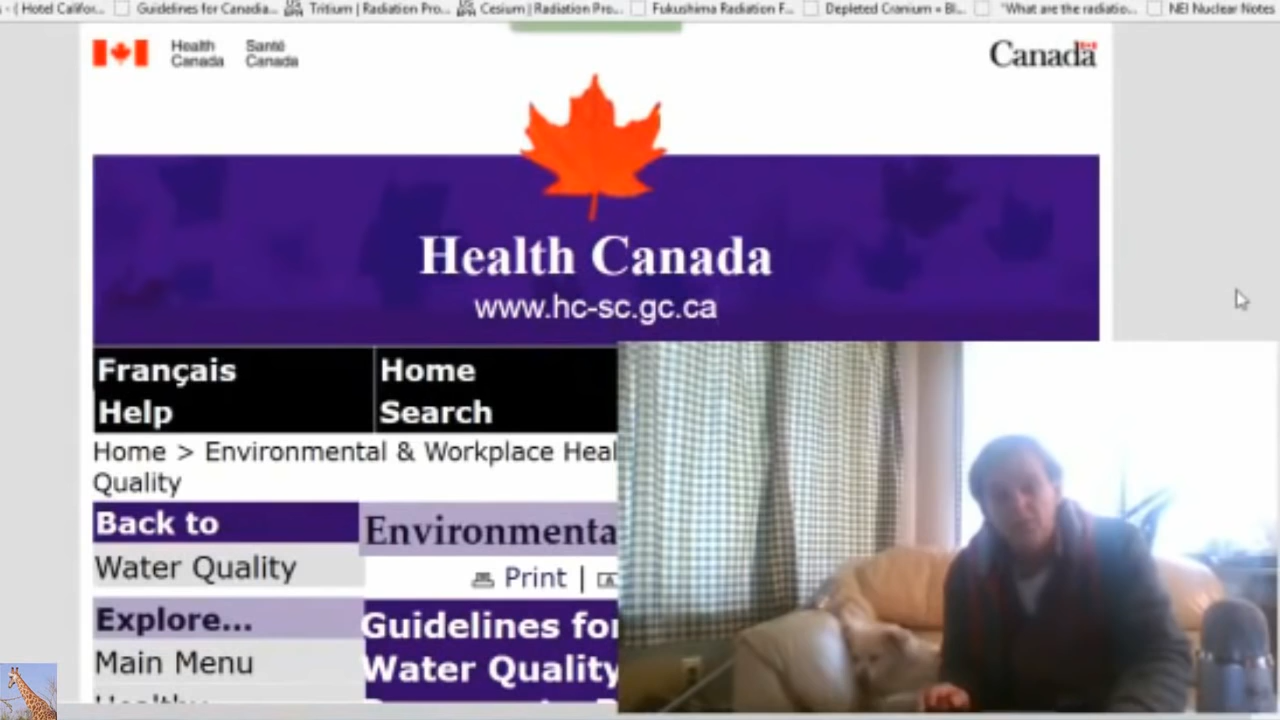 - ( Hotel Califor... Guidelines for Canadia... Tritium | Radiation Pro... Cesium | Radiation Pro... Fukushima Radiation F... Depleted Cranium « Bl... "What are the radiatio... NEI Nuclear Notes
Health Canada
Santé Canada
Canada
Health Canada
www.hc-sc.gc.ca
Français
Home
Help
Search
Home > Environmental & Workplace Heal
Quality
Back to
Environmenta
Water Quality
Print |
Explore...
Guidelines for
Main Menu
Water Quality